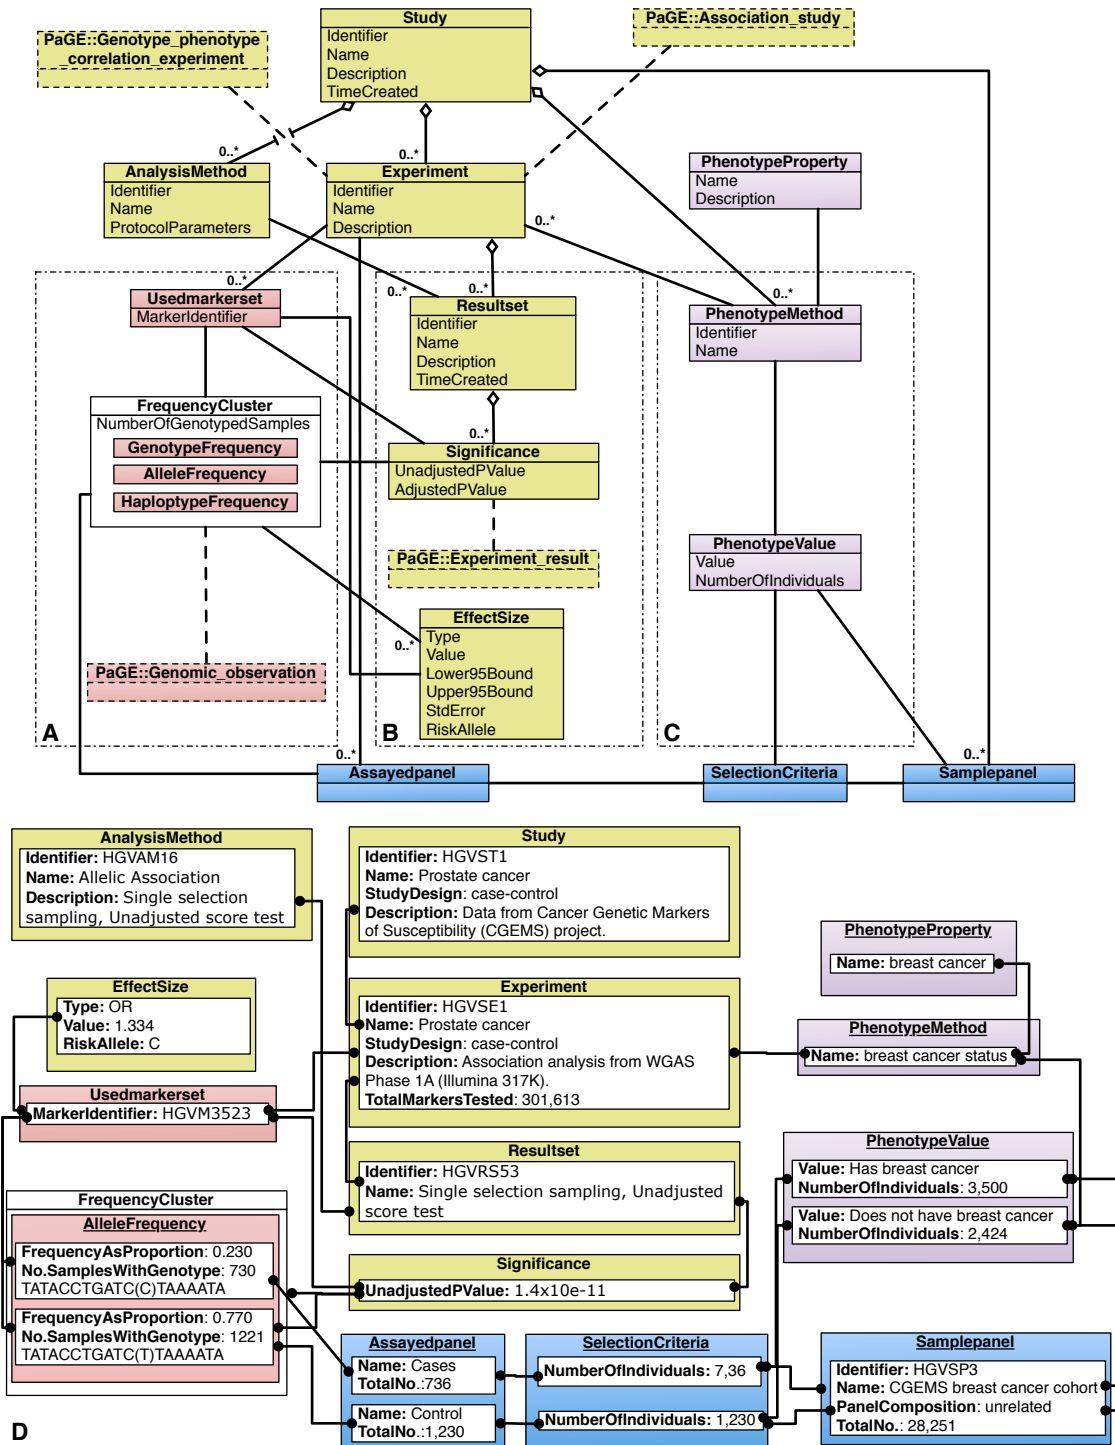 Study
Identifier
Name
Description
TimeCreated
PaGE::Genotype_phenotype
_correlation_experiment
PaGE::Association_study
0..*
0..*
AnalysisMethod
Identifier
Name
ProtocolParameters
Experiment
Identifier
Name
Description
PhenotypeProperty
Name
Description
0..*
0..*
0..*
0..*
0..*
Usedmarkerset
MarkerIdentifier
Resultset
Identifier
Name
Description
TimeCreated
PhenotypeMethod
Identifier
Name
FrequencyCluster
NumberOfGenotypedSamples
GenotypeFrequency
AlleleFrequency
HaploptypeFrequency
0..*
Significance
UnadjustedPValue
AdjustedPValue
PaGE::Experiment_result
PhenotypeValue
Value
NumberOfIndividuals
EffectSize
Type
Value
Lower95Bound
Upper95Bound
StdError
RiskAllele
0..*
PaGE::Genomic_observation
A
B
C
0..*
0..*
Assayedpanel
SelectionCriteria
Samplepanel
AnalysisMethod
Identifier: HGVAM16
Name: Allelic Association
Description: Single selection
sampling, Unadjusted score test
Study
Identifier: HGVST1
Name: Prostate cancer
StudyDesign: case-control
Description: Data from Cancer Genetic Markers
of Susceptibility (CGEMS) project.
PhenotypeProperty
Name: breast cancer
EffectSize
Type: OR
Value: 1.334
RiskAllele: C
Experiment
Identifier: HGVSE1
Name: Prostate cancer
StudyDesign: case-control
Description: Association analysis from WGAS
Phase 1A (Illumina 317K).
TotalMarkersTested: 301,613
PhenotypeMethod
Name: breast cancer status
Usedmarkerset
MarkerIdentifier: HGVM3523
Resultset
Identifier: HGVRS53
Name: Single selection sampling, Unadjusted
score test
PhenotypeValue
Value: Has breast cancer
NumberOfIndividuals: 3,500
Value: Does not have breast cancer
NumberOfIndividuals: 2,424
FrequencyCluster
AlleleFrequency
FrequencyAsProportion: 0.230
No.SamplesWithGenotype: 730
TATACCTGATC(C)TAAAATA
FrequencyAsProportion: 0.770
No.SamplesWithGenotype: 1221
TATACCTGATC(T)TAAAATA
Significance
UnadjustedPValue: 1.4x10e-11
Assayedpanel
Name: Cases
TotalNo.:736
Name: Control
TotalNo.:1,230
SelectionCriteria
NumberOfIndividuals: 7,36
NumberOfIndividuals: 1,230
Samplepanel
Identifier: HGVSP3
Name: CGEMS breast cancer cohort
PanelComposition: unrelated
TotalNo.: 28,251
D